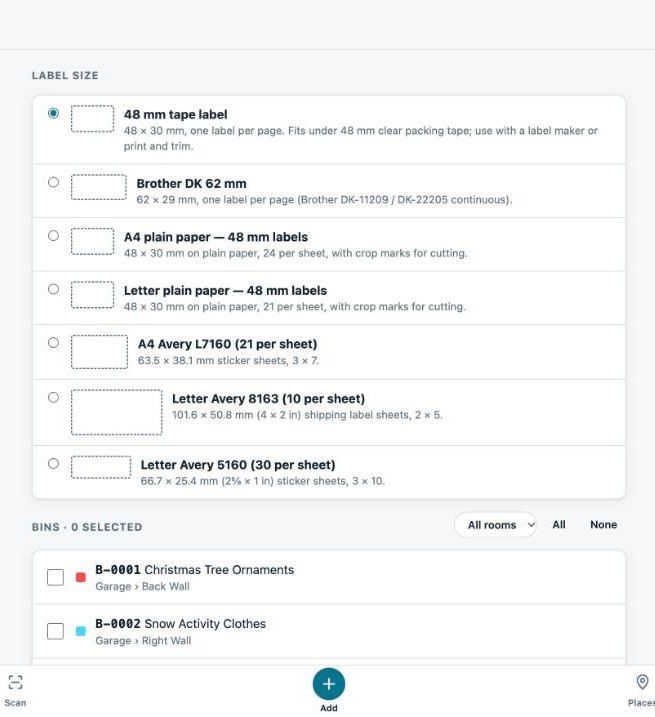 LABEL SIZE
48 mm tape label
48 × 30 mm, one label per page. Fits under 48 mm clear packing tape; use with a label maker or
print and trim.
Brother DK 62 mm
62 × 29 mm, one label per page (Brother DK-11209 / DK-22205 continuous).
A4 plain paper — 48 mm labels
48 × 30 mm on plain paper, 24 per sheet, with crop marks for cutting.
Letter plain paper — 48 mm labels
48 × 30 mm on plain paper, 21 per sheet, with crop marks for cutting.
A4 Avery L7160 (21 per sheet)
63.5 × 38.1 mm sticker sheets, 3 × 7.
Letter Avery 8163 (10 per sheet)
101.6 × 50.8 mm (4 × 2 in) shipping label sheets, 2 × 5.
Letter Avery 5160 (30 per sheet)
66.7 × 25.4 mm (2⅝ × 1 in) sticker sheets, 3 × 10.
BINS · 0 SELECTED
All rooms All None
B-0001 Christmas Tree Ornaments
Garage › Back Wall
B-0002 Snow Activity Clothes
Garage › Right Wall
Scan Add Places